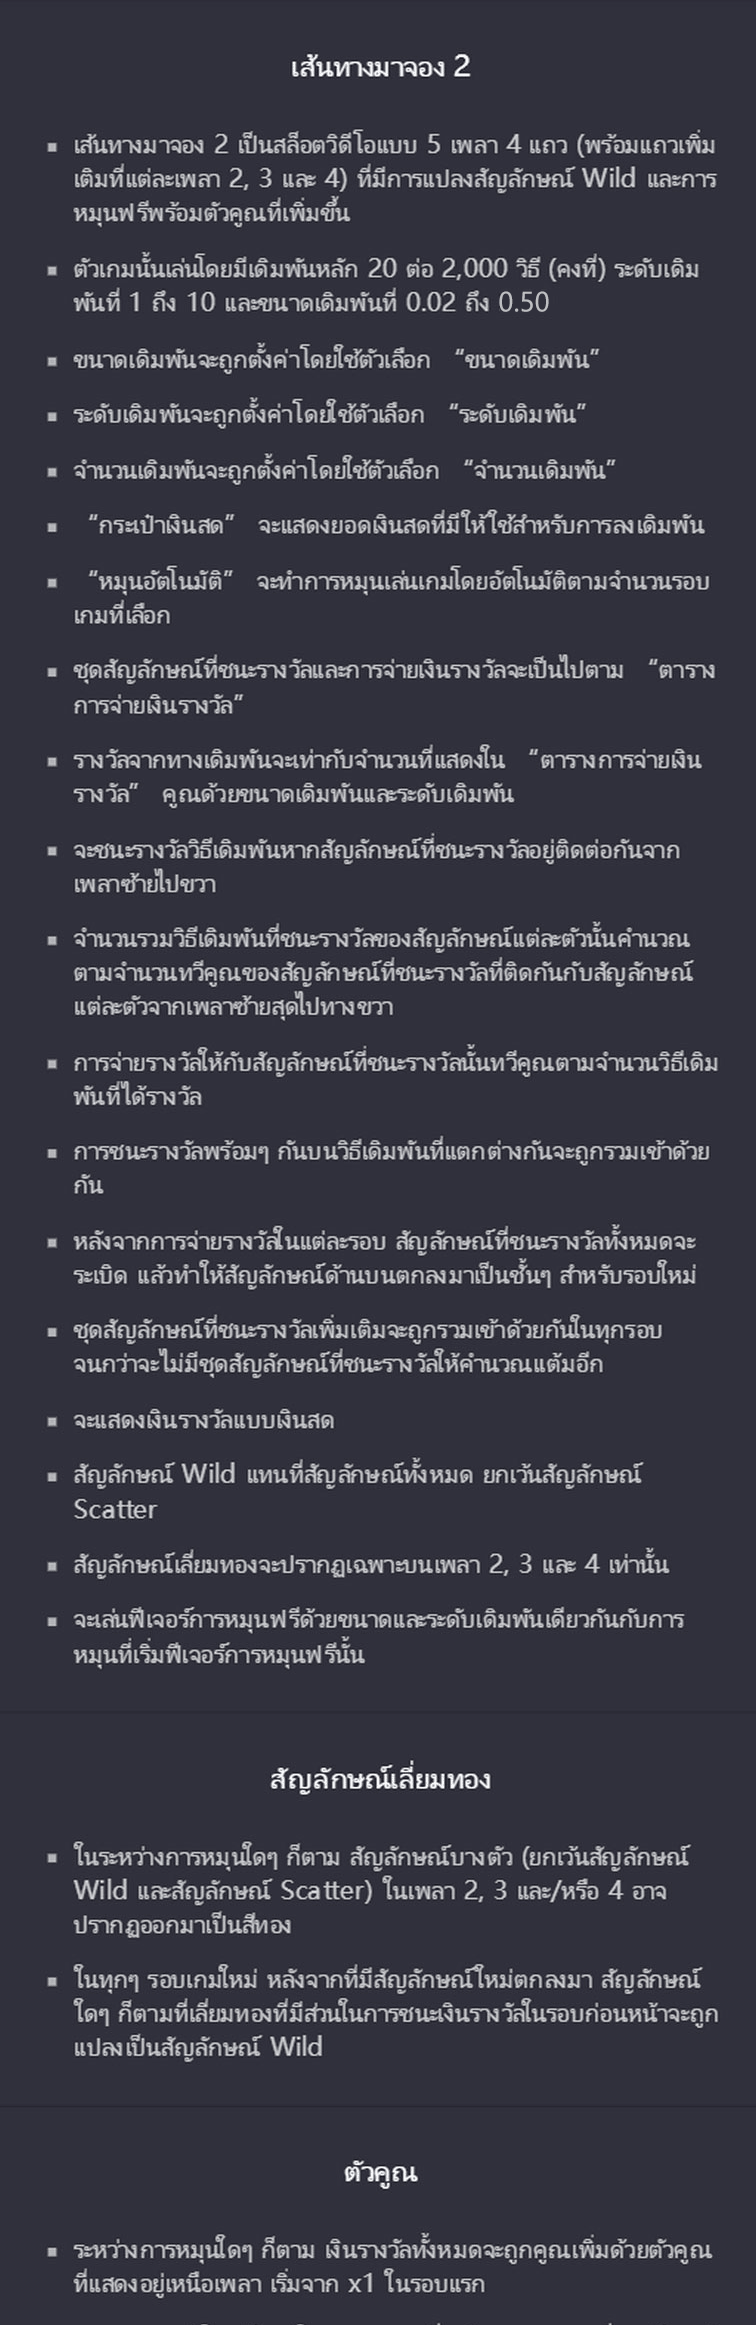 เส้นทางมาจอง 2
▪ เส้นทางมาจอง 2 เป็นสล็อตวิดีโอแบบ 5 เพลา 4 แถว (พร้อมแถวเพิ่ม
เติมที่แต่ละเพลา 2, 3 และ 4) ที่มีการแปลงสัญลักษณ์ Wild และการ
หมุนฟรีพร้อมตัวคูณที่เพิ่มขึ้น
▪ ตัวเกมนั้นเล่นโดยมีเดิมพันหลัก 20 ต่อ 2,000 วิธี (คงที่) ระดับเดิม
พันที่ 1 ถึง 10 และขนาดเดิมพันที่ 0.02 ถึง 0.50
▪ ขนาดเดิมพันจะถูกตั้งค่าโดยใช้ตัวเลือก “ขนาดเดิมพัน”
▪ ระดับเดิมพันจะถูกตั้งค่าโดยใช้ตัวเลือก “ระดับเดิมพัน”
▪ จำนวนเดิมพันจะถูกตั้งค่าโดยใช้ตัวเลือก “จำนวนเดิมพัน”
▪ “กระเป๋าเงินสด” จะแสดงยอดเงินสดที่มีให้ใช้สำหรับการลงเดิมพัน
▪ “หมุนอัตโนมัติ” จะทำการหมุนเล่นเกมโดยอัตโนมัติตามจำนวนรอบ
เกมที่เลือก
▪ ชุดสัญลักษณ์ที่ชนะรางวัลและการจ่ายเงินรางวัลจะเป็นไปตาม “ตาราง
การจ่ายเงินรางวัล”
▪ รางวัลจากทางเดิมพันจะเท่ากับจำนวนที่แสดงใน “ตารางการจ่ายเงิน
รางวัล” คูณด้วยขนาดเดิมพันและระดับเดิมพัน
▪ จะชนะรางวัลวิธีเดิมพันหากสัญลักษณ์ที่ชนะรางวัลอยู่ติดต่อกันจาก
เพลาซ้ายไปขวา
▪ จำนวนรวมวิธีเดิมพันที่ชนะรางวัลของสัญลักษณ์แต่ละตัวนั้นคำนวณ
ตามจำนวนทวีคูณของสัญลักษณ์ที่ชนะรางวัลที่ติดกันกับสัญลักษณ์
แต่ละตัวจากเพลาซ้ายสุดไปทางขวา
▪ การจ่ายรางวัลให้กับสัญลักษณ์ที่ชนะรางวัลนั้นทวีคูณตามจำนวนวิธีเดิม
พันที่ได้รางวัล
▪ การชนะรางวัลพร้อมๆ กันบนวิธีเดิมพันที่แตกต่างกันจะถูกรวมเข้าด้วย
กัน
▪ หลังจากการจ่ายรางวัลในแต่ละรอบ สัญลักษณ์ที่ชนะรางวัลทั้งหมดจะ
ระเบิด แล้วทำให้สัญลักษณ์ด้านบนตกลงมาเป็นชั้นๆ สำหรับรอบใหม่
▪ ชุดสัญลักษณ์ที่ชนะรางวัลเพิ่มเติมจะถูกรวมเข้าด้วยกันในทุกรอบ
จนกว่าจะไม่มีชุดสัญลักษณ์ที่ชนะรางวัลให้คำนวณแต้มอีก
▪ จะแสดงเงินรางวัลแบบเงินสด
▪ สัญลักษณ์ Wild แทนที่สัญลักษณ์ทั้งหมด ยกเว้นสัญลักษณ์
Scatter
▪ สัญลักษณ์เลี่ยมทองจะปรากฏเฉพาะบนเพลา 2, 3 และ 4 เท่านั้น
▪ จะเล่นฟีเจอร์การหมุนฟรีด้วยขนาดและระดับเดิมพันเดียวกันกับการ
หมุนที่เริ่มฟีเจอร์การหมุนฟรีนั้น
สัญลักษณ์เลี่ยมทอง
▪ ในระหว่างการหมุนใดๆ ก็ตาม สัญลักษณ์บางตัว (ยกเว้นสัญลักษณ์
Wild และสัญลักษณ์ Scatter) ในเพลา 2, 3 และ/หรือ 4 อาจ
ปรากฏออกมาเป็นสีทอง
▪ ในทุกๆ รอบเกมใหม่ หลังจากที่มีสัญลักษณ์ใหม่ตกลงมา สัญลักษณ์
ใดๆ ก็ตามที่เลี่ยมทองที่มีส่วนในการชนะเงินรางวัลในรอบก่อนหน้าจะถูก
แปลงเป็นสัญลักษณ์ Wild
ตัวคูณ
▪ ระหว่างการหมุนใดๆ ก็ตาม เงินรางวัลทั้งหมดจะถูกคูณเพิ่มด้วยตัวคูณ
ที่แสดงอยู่เหนือเพลา เริ่มจาก x1 ในรอบแรก